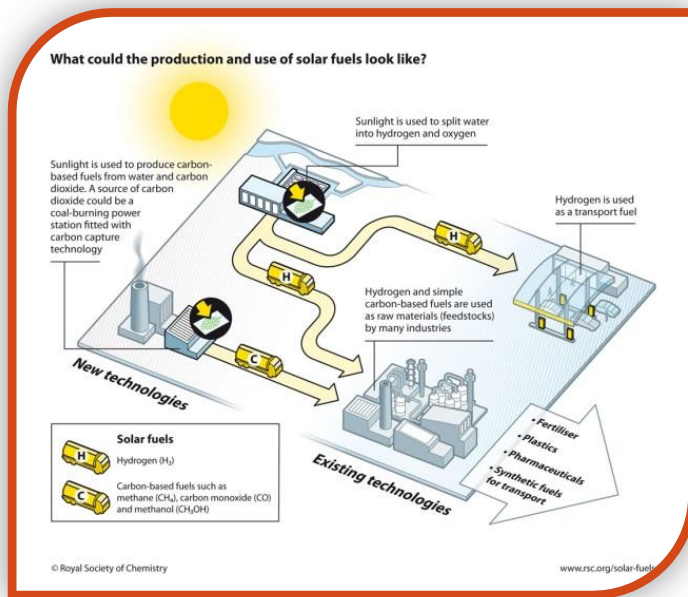 What could the production and use of solar fuels look like?
Sunlight is used to split water
into hydrogen and oxygen
Sunlight is used to produce carbon-
based fuels from water and carbon
dioxide. A source of carbon
dioxide could be a
coal-burning power
station fitted with
carbon capture
technology
Hydrogen is used
as a transport fuel
H
H
Hydrogen and simple
carbon-based fuels are used
as raw materials (feedstocks)
by many industries
C
New technologies
Existing technologies
• Fertiliser
• Plastics
• Pharmaceuticals
• Synthetic fuels
for transport
Solar fuels
H
Hydrogen (H₂)
C
Carbon-based fuels such as
methane (CH₄), carbon monoxide (CO)
and methanol (CH₃OH)
© Royal Society of Chemistry
www.rsc.org/solar-fuels